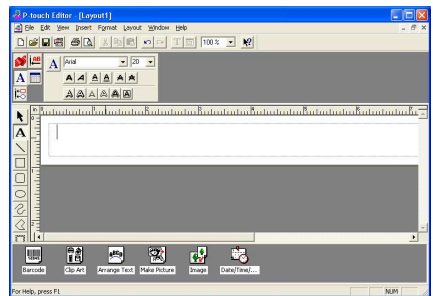 P-touch Editor - [Layout1]
File Edit View Insert Format Layout Window Help
100 %
Arial 20
in
Barcode Clip Art Arrange Text Make Picture Image Date/Time/...
For Help, press F1 NUM